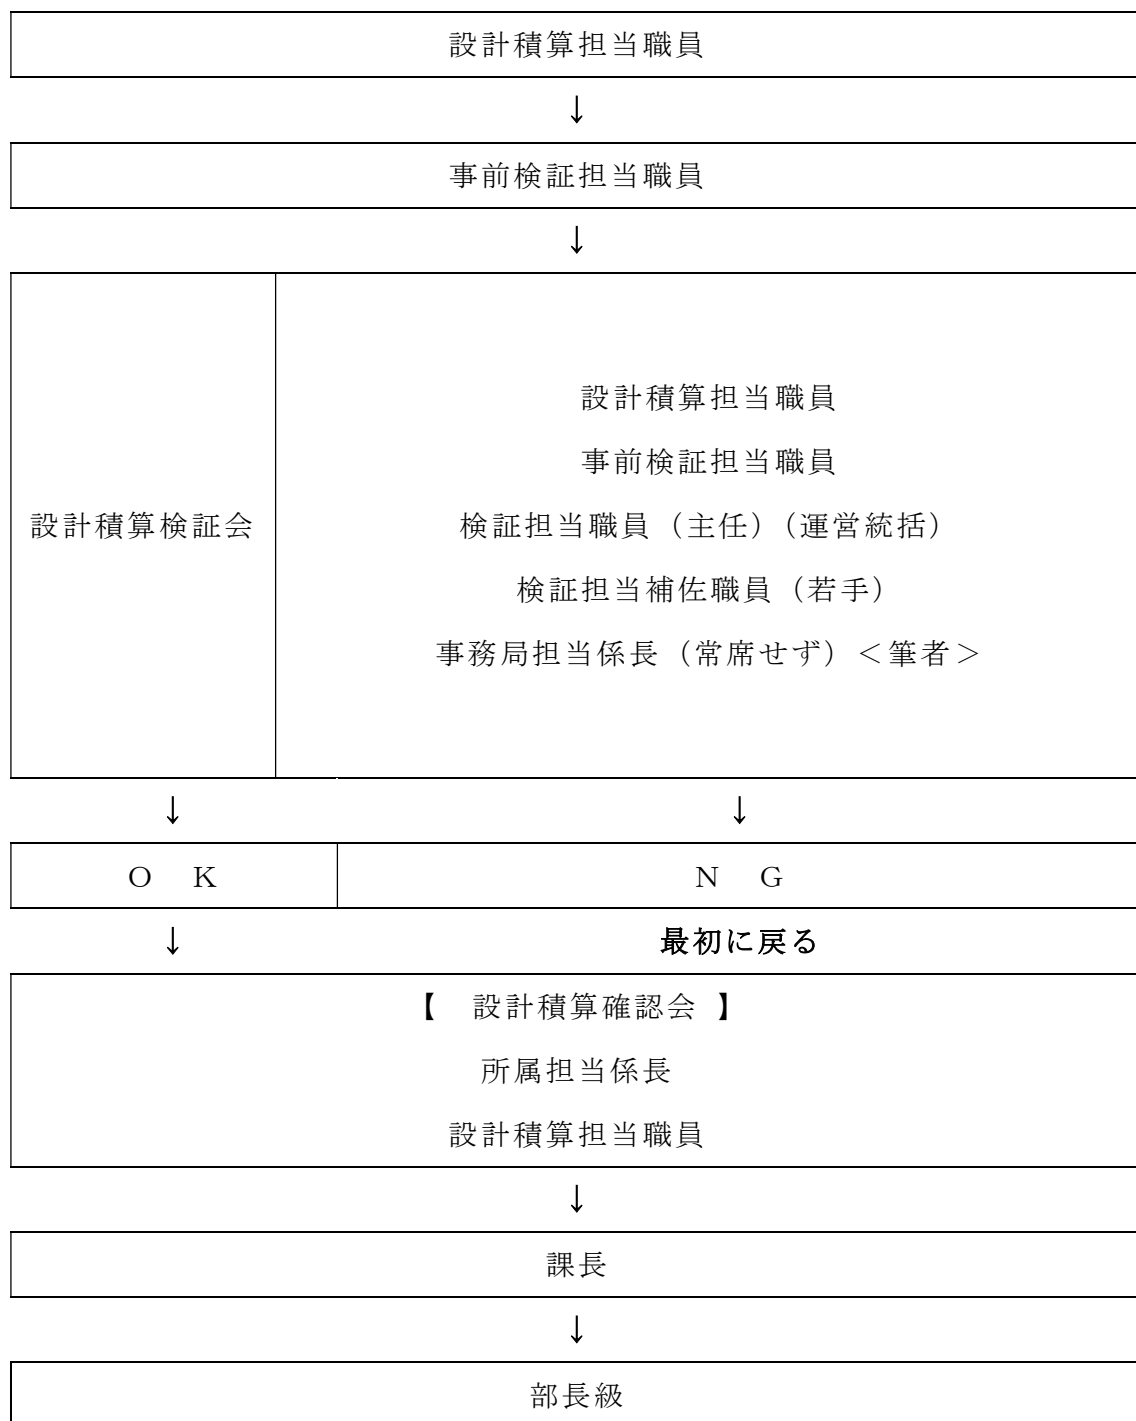 設計積算担当職員
↓
事前検証担当職員
↓
設計積算検証会
設計積算担当職員
事前検証担当職員
検証担当職員（主任）（運営統括）
検証担当補佐職員（若手）
事務局担当係長（常席せず）＜筆者＞
↓ ↓
Ｏ　Ｋ Ｎ　Ｇ
↓ 最初に戻る
【　設計積算確認会 】
所属担当係長
設計積算担当職員
↓
課長
↓
部長級